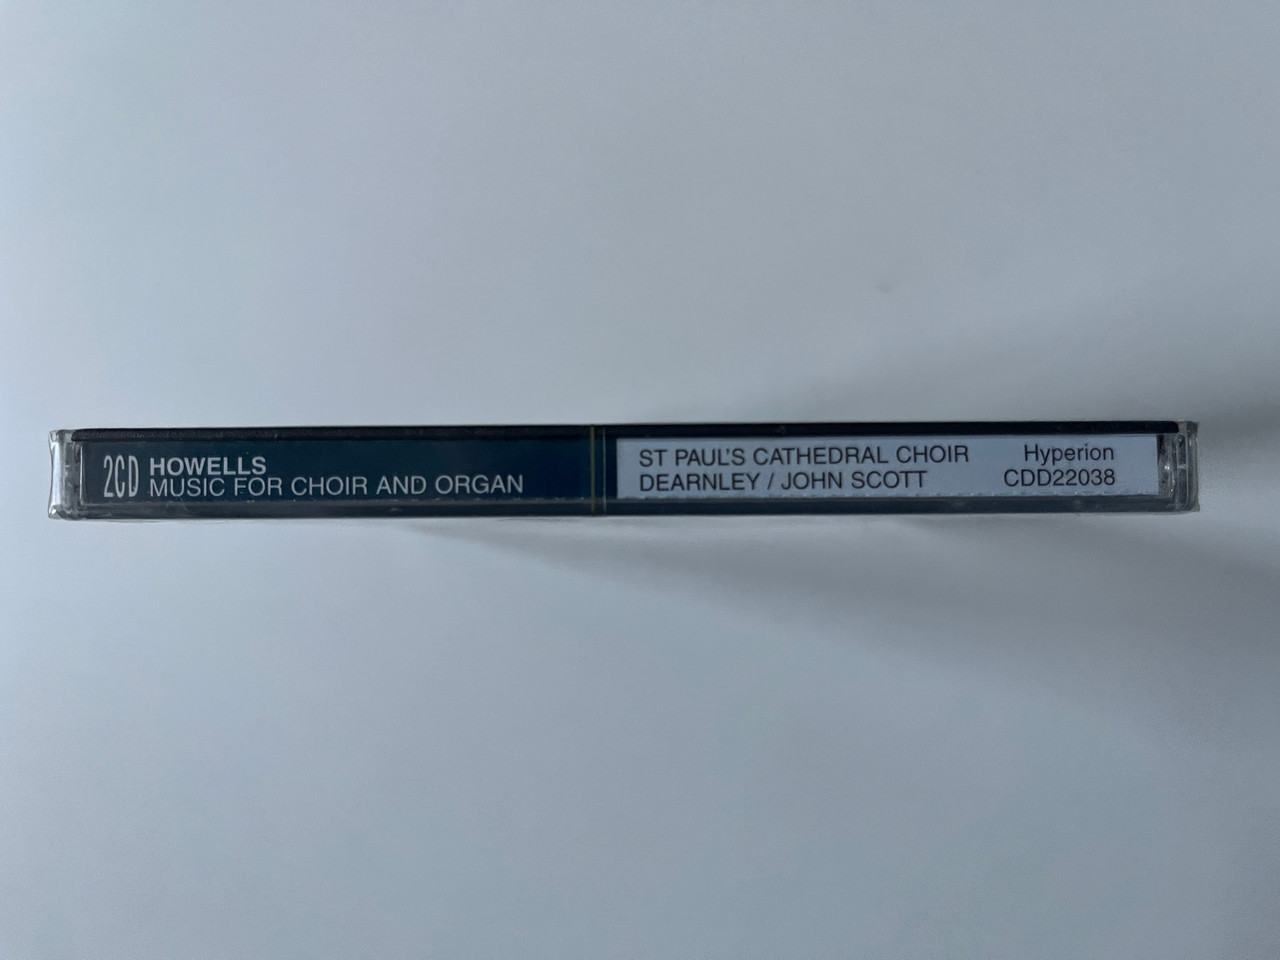 2CD
HOWELLS
MUSIC FOR CHOIR AND ORGAN
ST PAUL'S CATHEDRAL CHOIR
DEARNLEY / JOHN SCOTT
Hyperion
CDD22038